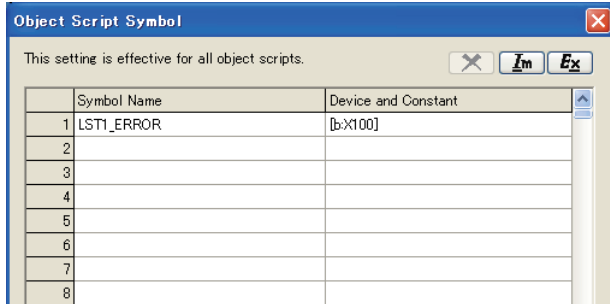 Object Script Symbol
This setting is effective for all object scripts.
Im Ex
Symbol Name Device and Constant
1 LST1_ERROR [b:X100]
2
3
4
5
6
7
8